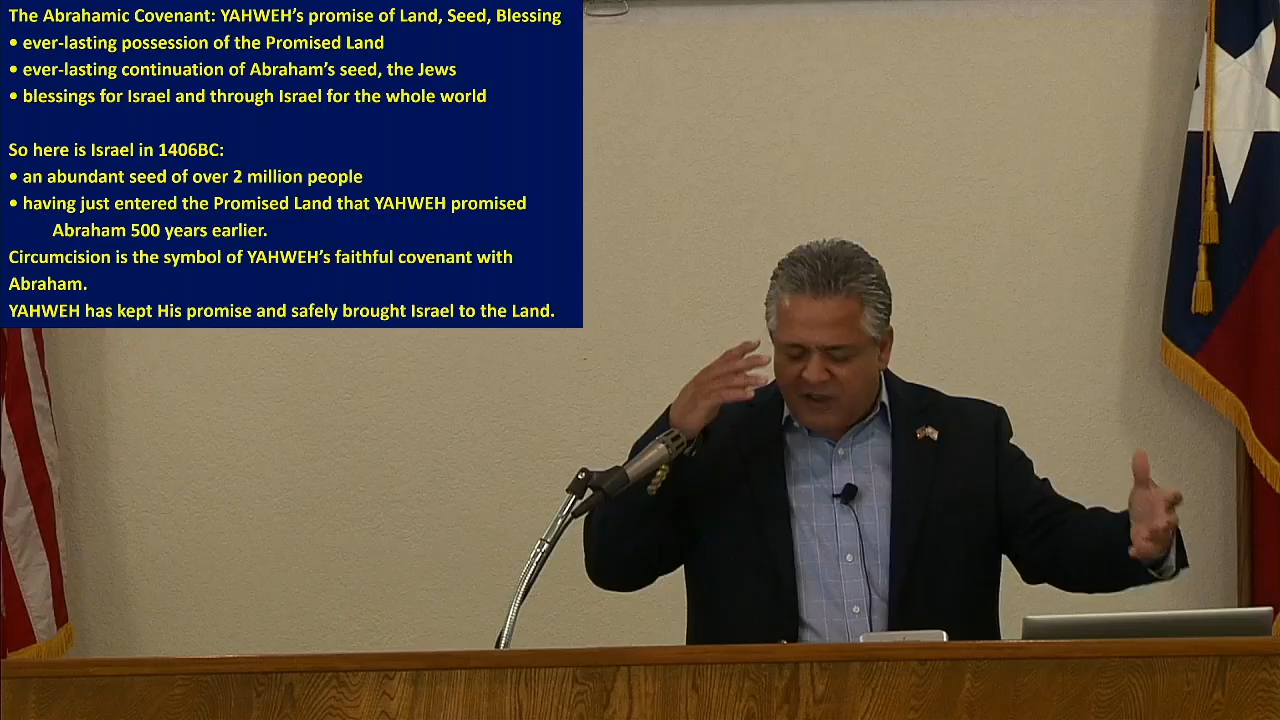 The Abrahamic Covenant: YAHWEH's promise of Land, Seed, Blessing
• ever-lasting possession of the Promised Land
• ever-lasting continuation of Abraham's seed, the Jews
• blessings for Israel and through Israel for the whole world
So here is Israel in 1406BC:
• an abundant seed of over 2 million people
• having just entered the Promised Land that YAHWEH promised
Abraham 500 years earlier.
Circumcision is the symbol of YAHWEH's faithful covenant with
Abraham.
YAHWEH has kept His promise and safely brought Israel to the Land.